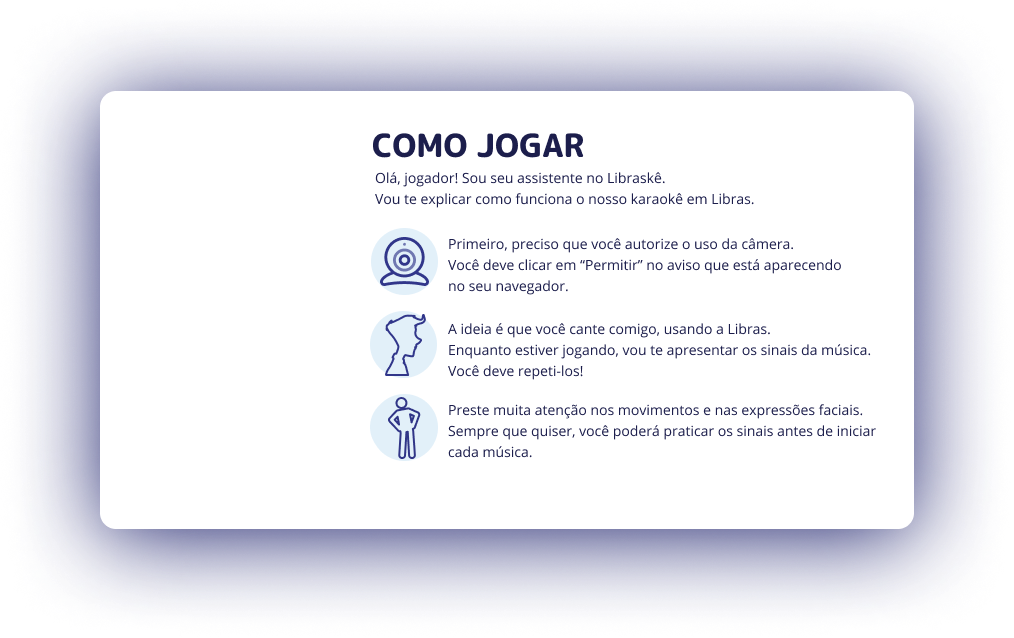 COMO JOGAR
Olá, jogador! Sou seu assistente no Libraskê.
Vou te explicar como funciona o nosso karaokê em Libras.
Primeiro, preciso que você autorize o uso da câmera.
Você deve clicar em “Permitir” no aviso que está aparecendo
no seu navegador.
A ideia é que você cante comigo, usando a Libras.
Enquanto estiver jogando, vou te apresentar os sinais da música.
Você deve repeti-los!
Preste muita atenção nos movimentos e nas expressões faciais.
Sempre que quiser, você poderá praticar os sinais antes de iniciar
cada música.